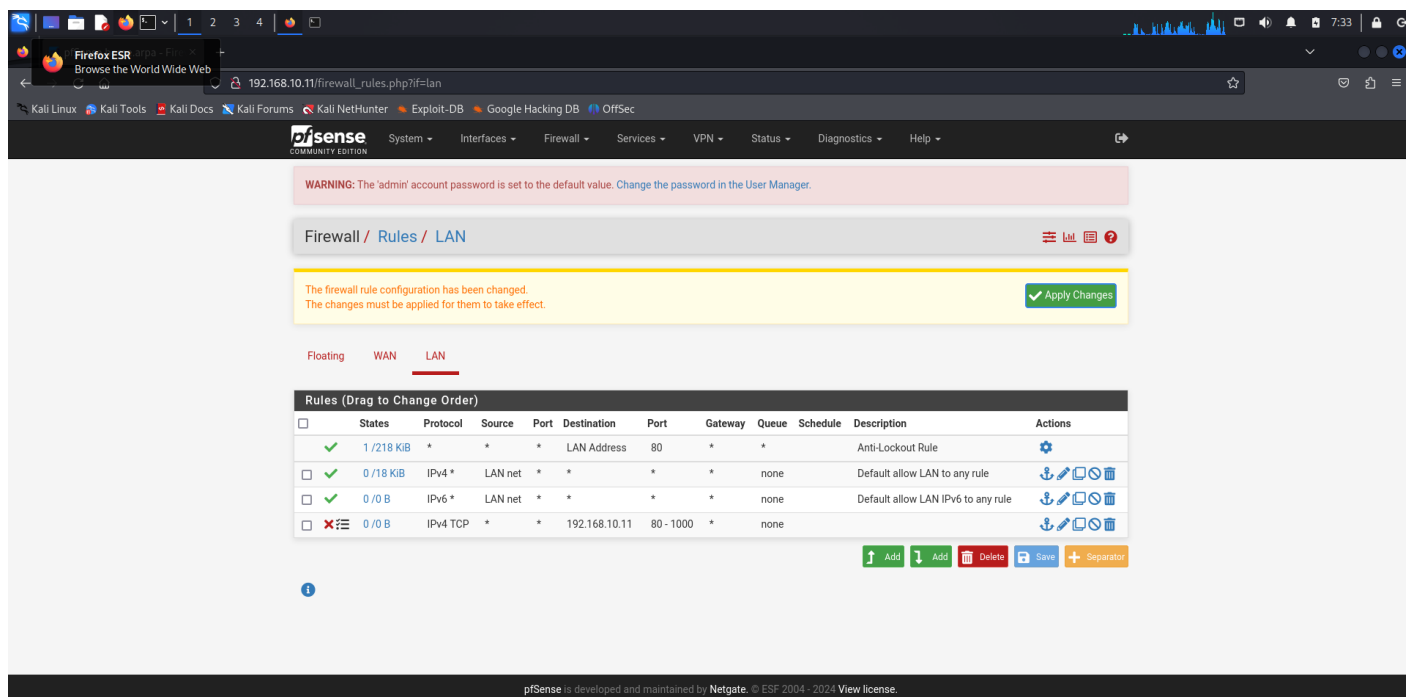 1 2 3 4 7:33
Firefox ESR
Browse the World Wide Web
192.168.10.11/firewall_rules.php?if=lan
Kali Linux Kali Tools Kali Docs Kali Forums Kali NetHunter Exploit-DB Google Hacking DB OffSec
pfsense System Interfaces Firewall Services VPN Status Diagnostics Help
COMMUNITY EDITION
WARNING: The 'admin' account password is set to the default value. Change the password in the User Manager.
Firewall / Rules / LAN
The firewall rule configuration has been changed.
The changes must be applied for them to take effect.
Apply Changes
Floating WAN LAN
Rules (Drag to Change Order)
States Protocol Source Port Destination Port Gateway Queue Schedule Description Actions
1 /218 KiB * * * LAN Address 80 * * Anti-Lockout Rule
0 /18 KiB IPv4 * LAN net * * * * none Default allow LAN to any rule
0 /0 B IPv6 * LAN net * * * * none Default allow LAN IPv6 to any rule
0 /0 B IPv4 TCP * * 192.168.10.11 80 - 1000 * none
Add Add Delete Save Separator
pfSense is developed and maintained by Netgate. © ESF 2004 - 2024 View license.